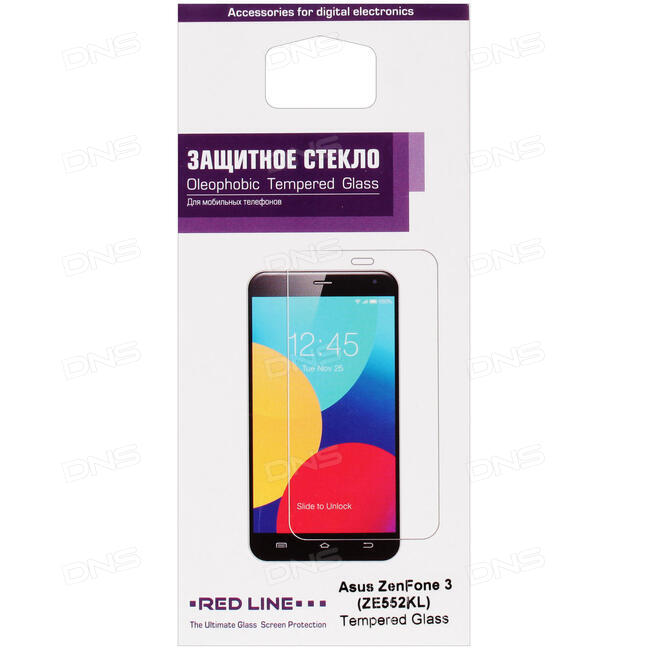 Accessories for digital electronics
ЗАЩИТНОЕ СТЕКЛО
Oleophobic Tempered Glass
Для мобильных телефонов
12:45
Tue Nov 25
Slide to Unlock
RED LINE
The Ultimate Glass Screen Protection
Asus ZenFone 3
(ZE552KL)
Tempered Glass
DNS